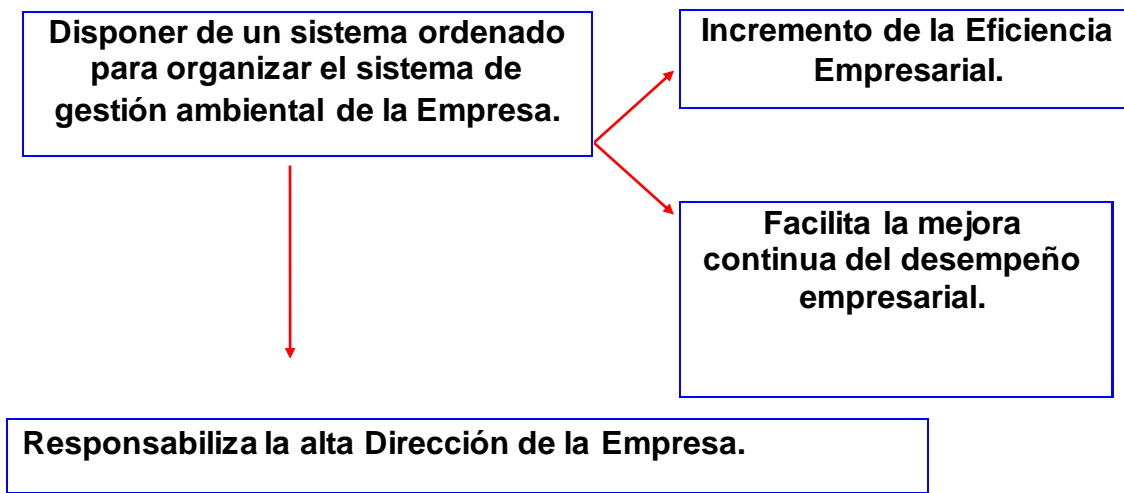 Disponer de un sistema ordenado
para organizar el sistema de
gestión ambiental de la Empresa.
Incremento de la Eficiencia
Empresarial.
Facilita la mejora
continua del desempeño
empresarial.
Responsabiliza la alta Dirección de la Empresa.